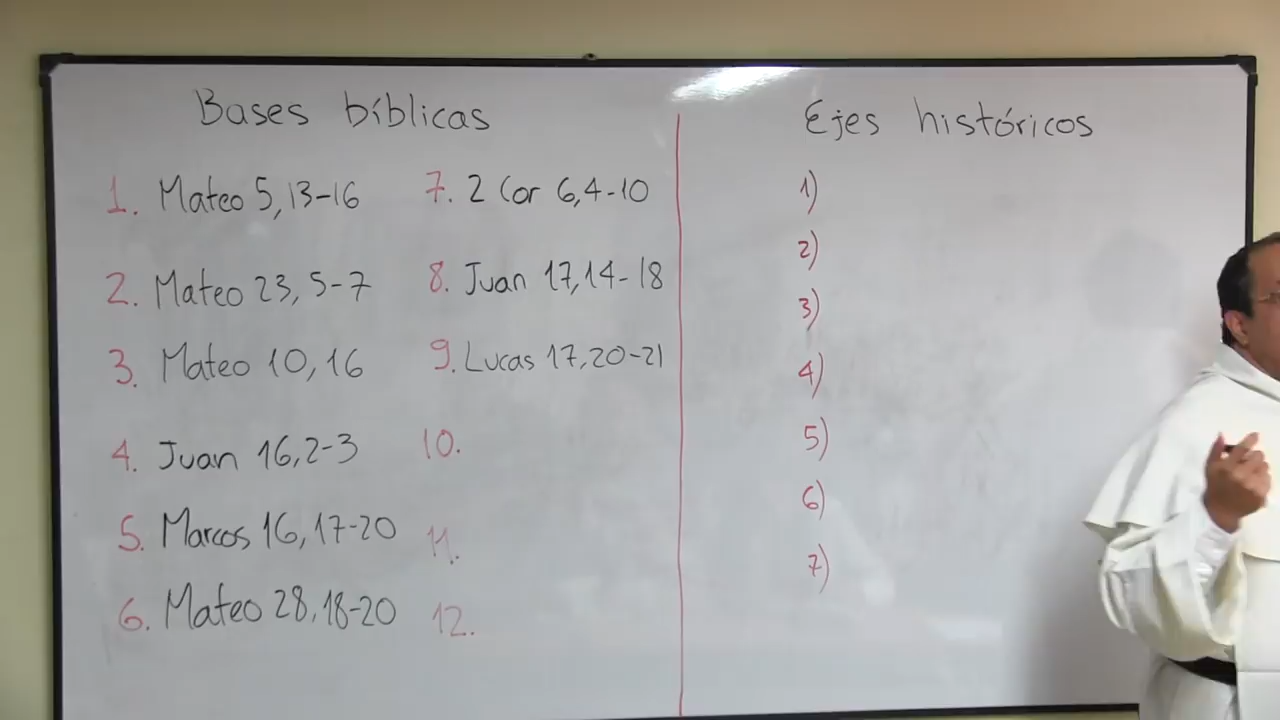 Bases bíblicas
1. Mateo 5,13-16
2. Mateo 23, 5-7
3. Mateo 10, 16
4. Juan 16,2-3
5. Marcos 16, 17-20
6. Mateo 28, 18-20
7. 2 Cor 6,4-10
8. Juan 17,14-18
9. Lucas 17,20-21
10.
11.
12.
Ejes históricos
1)
2)
3)
4)
5)
6)
7)